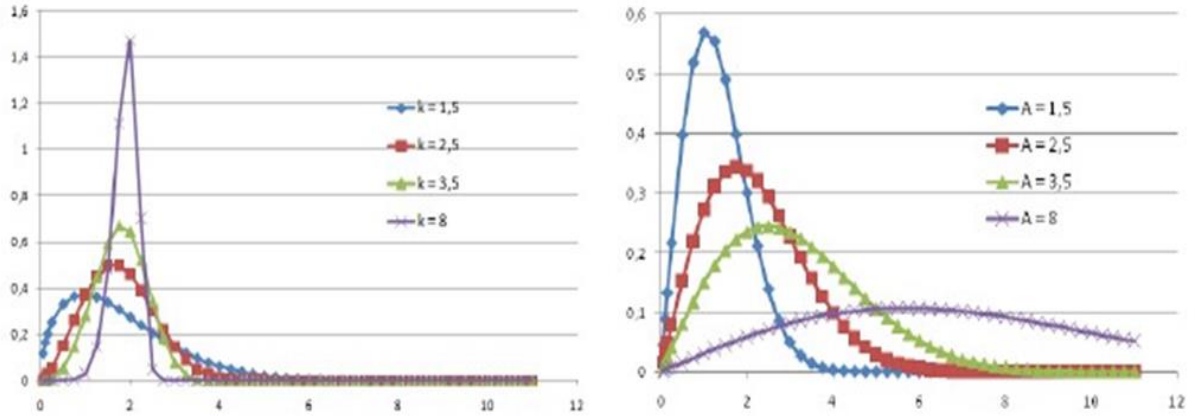 1,6
1,4
1,2
1
0,8
0,6
0,4
0,2
0
0 2 4 6 8 10 12
k = 1,5
k = 2,5
k = 3,5
k = 8
0,6
0,5
0,4
0,3
0,2
0,1
0
0 2 4 6 8 10 12
A = 1,5
A = 2,5
A = 3,5
A = 8